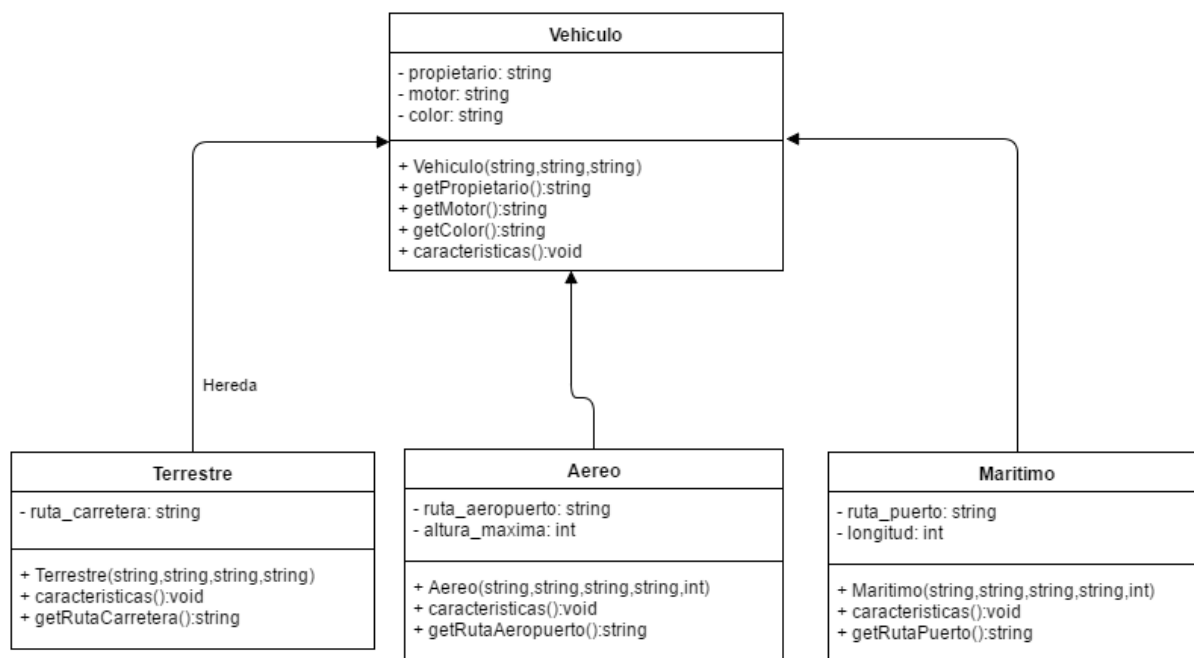 Vehiculo
- propietario: string
- motor: string
- color: string
+ Vehiculo(string,string,string)
+ getPropietario():string
+ getMotor():string
+ getColor():string
+ caracteristicas():void
Hereda
Terrestre
- ruta_carretera: string
+ Terrestre(string,string,string,string)
+ caracteristicas():void
+ getRutaCarretera():string
Aereo
- ruta_aeropuerto: string
- altura_maxima: int
+ Aereo(string,string,string,string,int)
+ caracteristicas():void
+ getRutaAeropuerto():string
Maritimo
- ruta_puerto: string
- longitud: int
+ Maritimo(string,string,string,string,int)
+ caracteristicas():void
+ getRutaPuerto():string